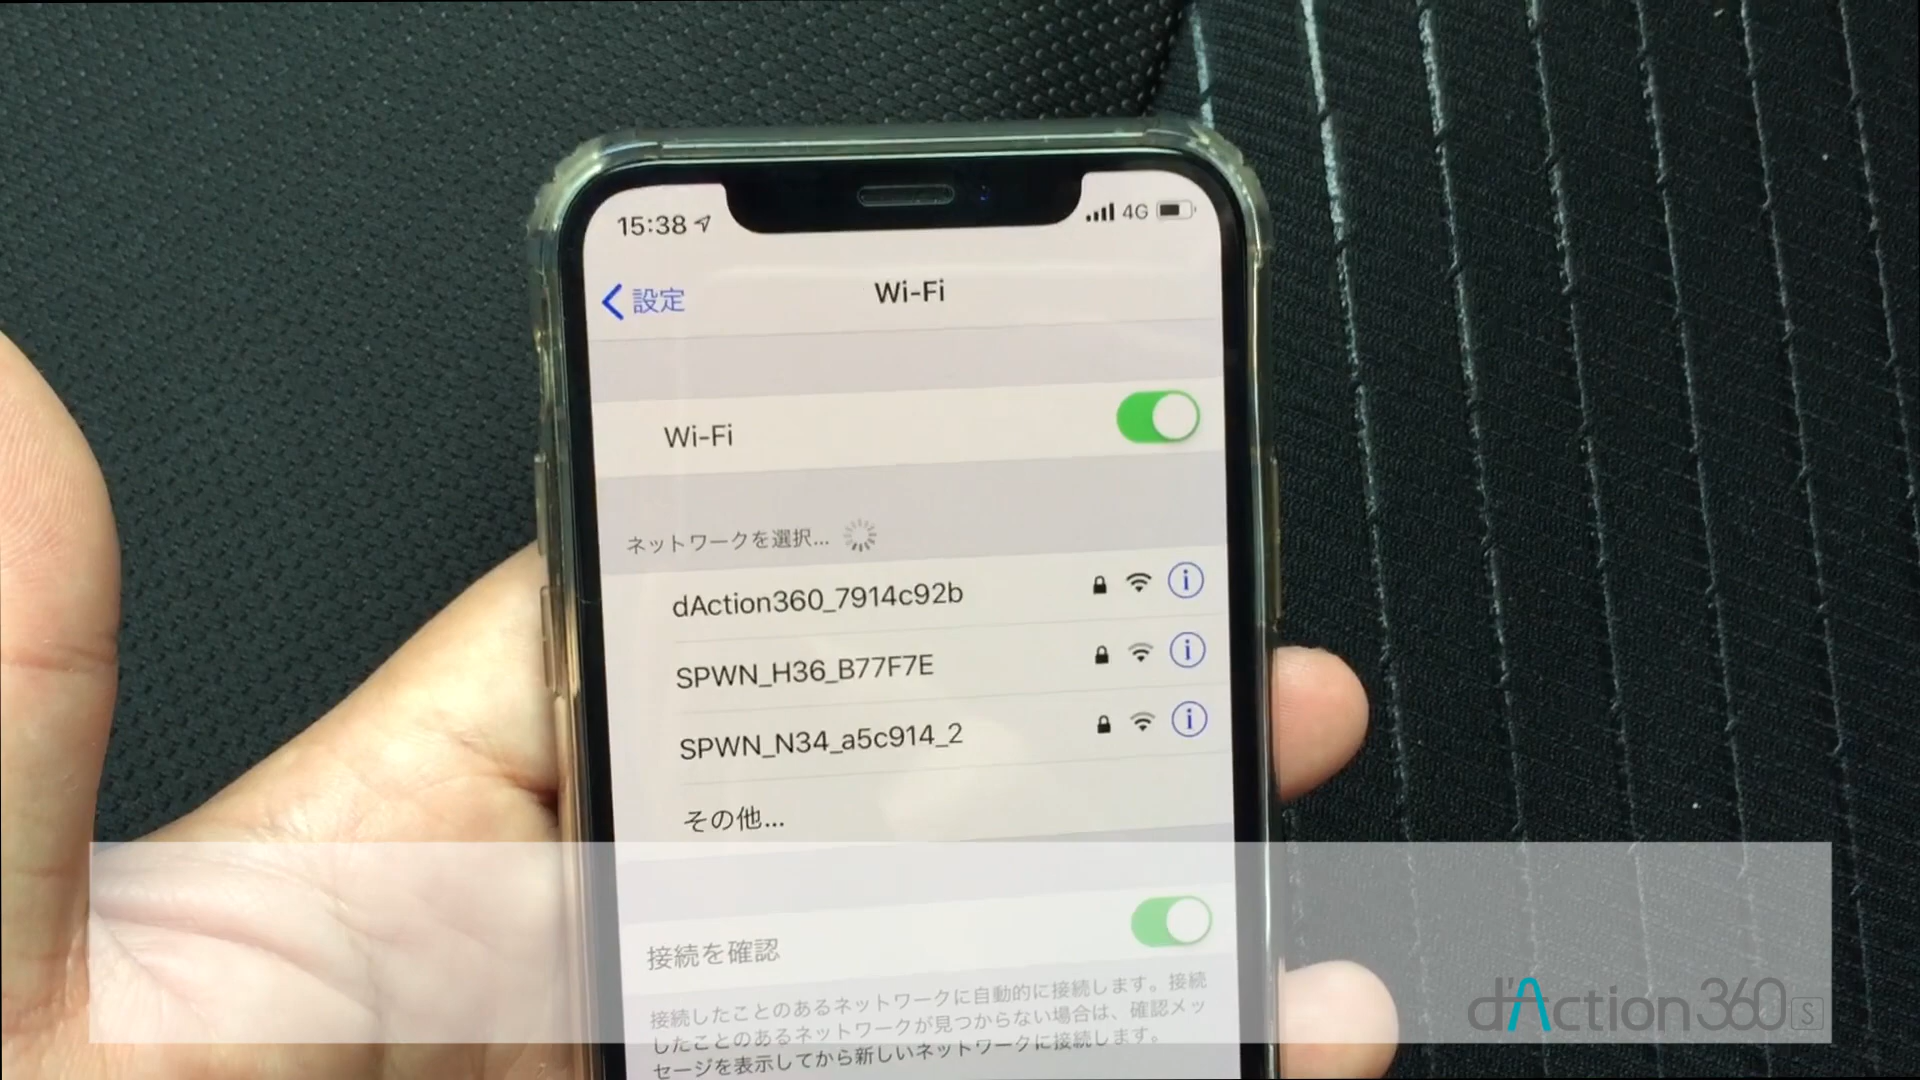 15:38
4G
設定
Wi-Fi
Wi-Fi
ネットワークを選択...
dAction360_7914c92b
SPWN_H36_B77F7E
SPWN_N34_a5c914_2
その他...
接続を確認
接続したことのあるネットワークに自動的に接続します。接続
したことのあるネットワークが見つからない場合は、確認メッ
セージを表示してから新しいネットワークに接続します。
d'Action 360 S